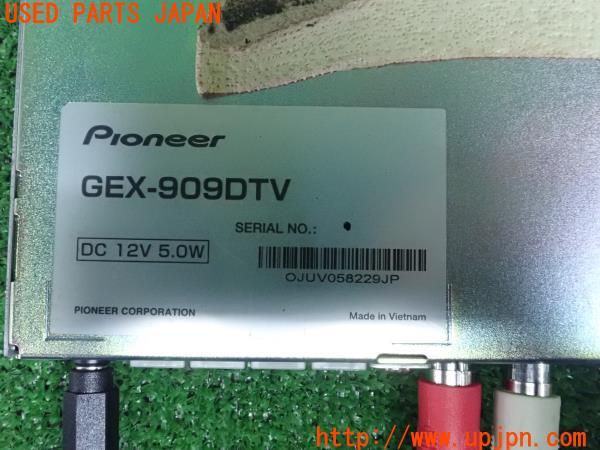 USED PARTS JAPAN
Pioneer
GEX-909DTV
SERIAL NO.:
DC 12V 5.0W
OJUV058229JP
PIONEER CORPORATION
Made in Vietnam
http://www.upjpn.com